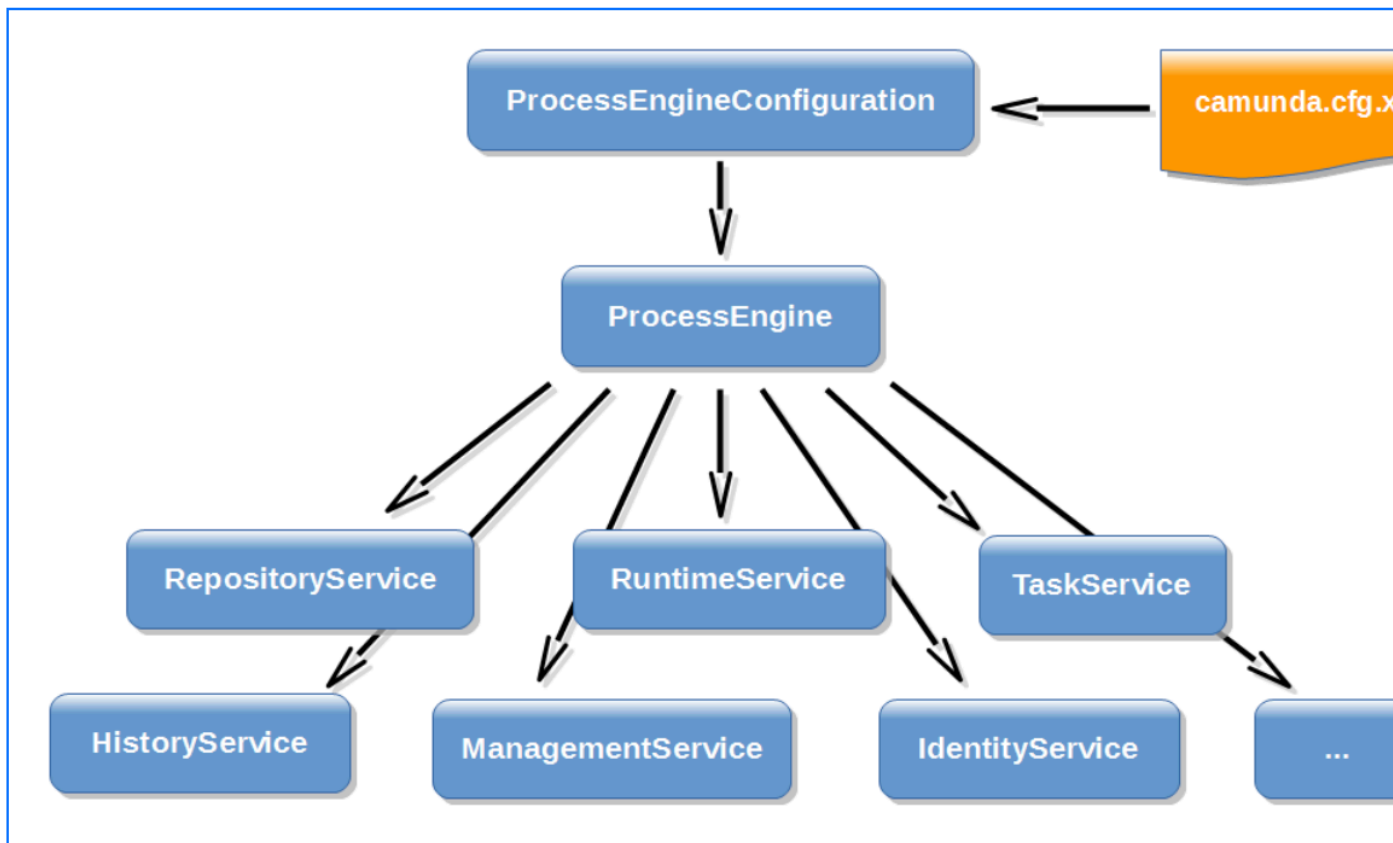 ProcessEngineConfiguration
camunda.cfg.x
ProcessEngine
RepositoryService
RuntimeService
TaskService
HistoryService
ManagementService
IdentityService
...